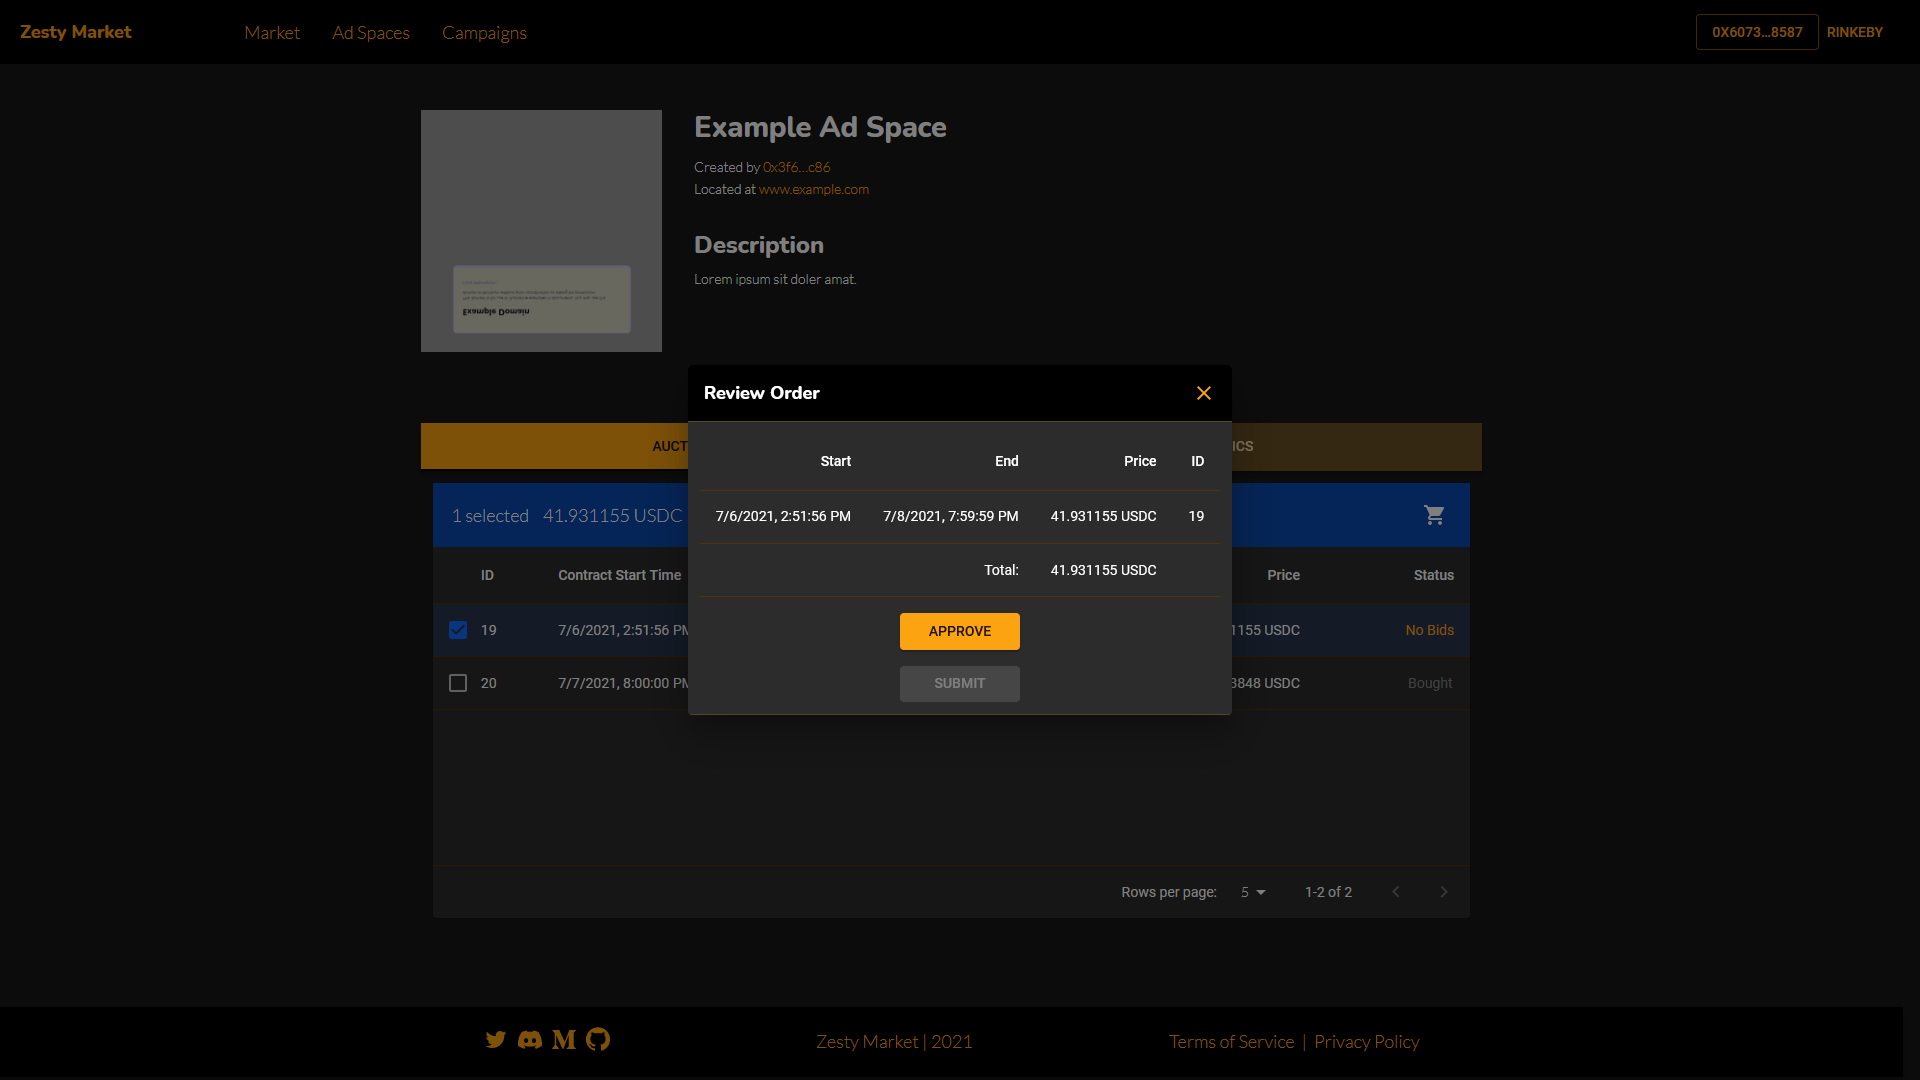 Zesty Market
Market
Ad Spaces
Campaigns
0X6073...8587
RINKEBY
Example Ad Space
Created by 0x3f6...c86
Located at www.example.com
Description
Lorem ipsum sit doler amat.
Example Domain
Review Order
Start End Price ID
7/6/2021, 2:51:56 PM 7/8/2021, 7:59:59 PM 41.931155 USDC 19
Total: 41.931155 USDC
APPROVE
SUBMIT
AUCT
ICS
1 selected 41.931155 USDC
ID Contract Start Time Price Status
19 7/6/2021, 2:51:56 PM 1155 USDC No Bids
20 7/7/2021, 8:00:00 PM 3848 USDC Bought
Rows per page: 5 1-2 of 2
Zesty Market | 2021
Terms of Service | Privacy Policy